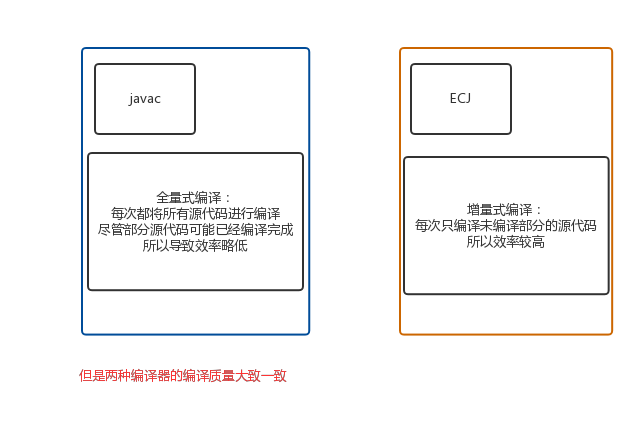 javac
全量式编译：
每次都将所有源代码进行编译
尽管部分源代码可能已经编译完成
所以导致效率略低
ECJ
增量式编译：
每次只编译未编译部分的源代码
所以效率较高
但是两种编译器的编译质量大致一致